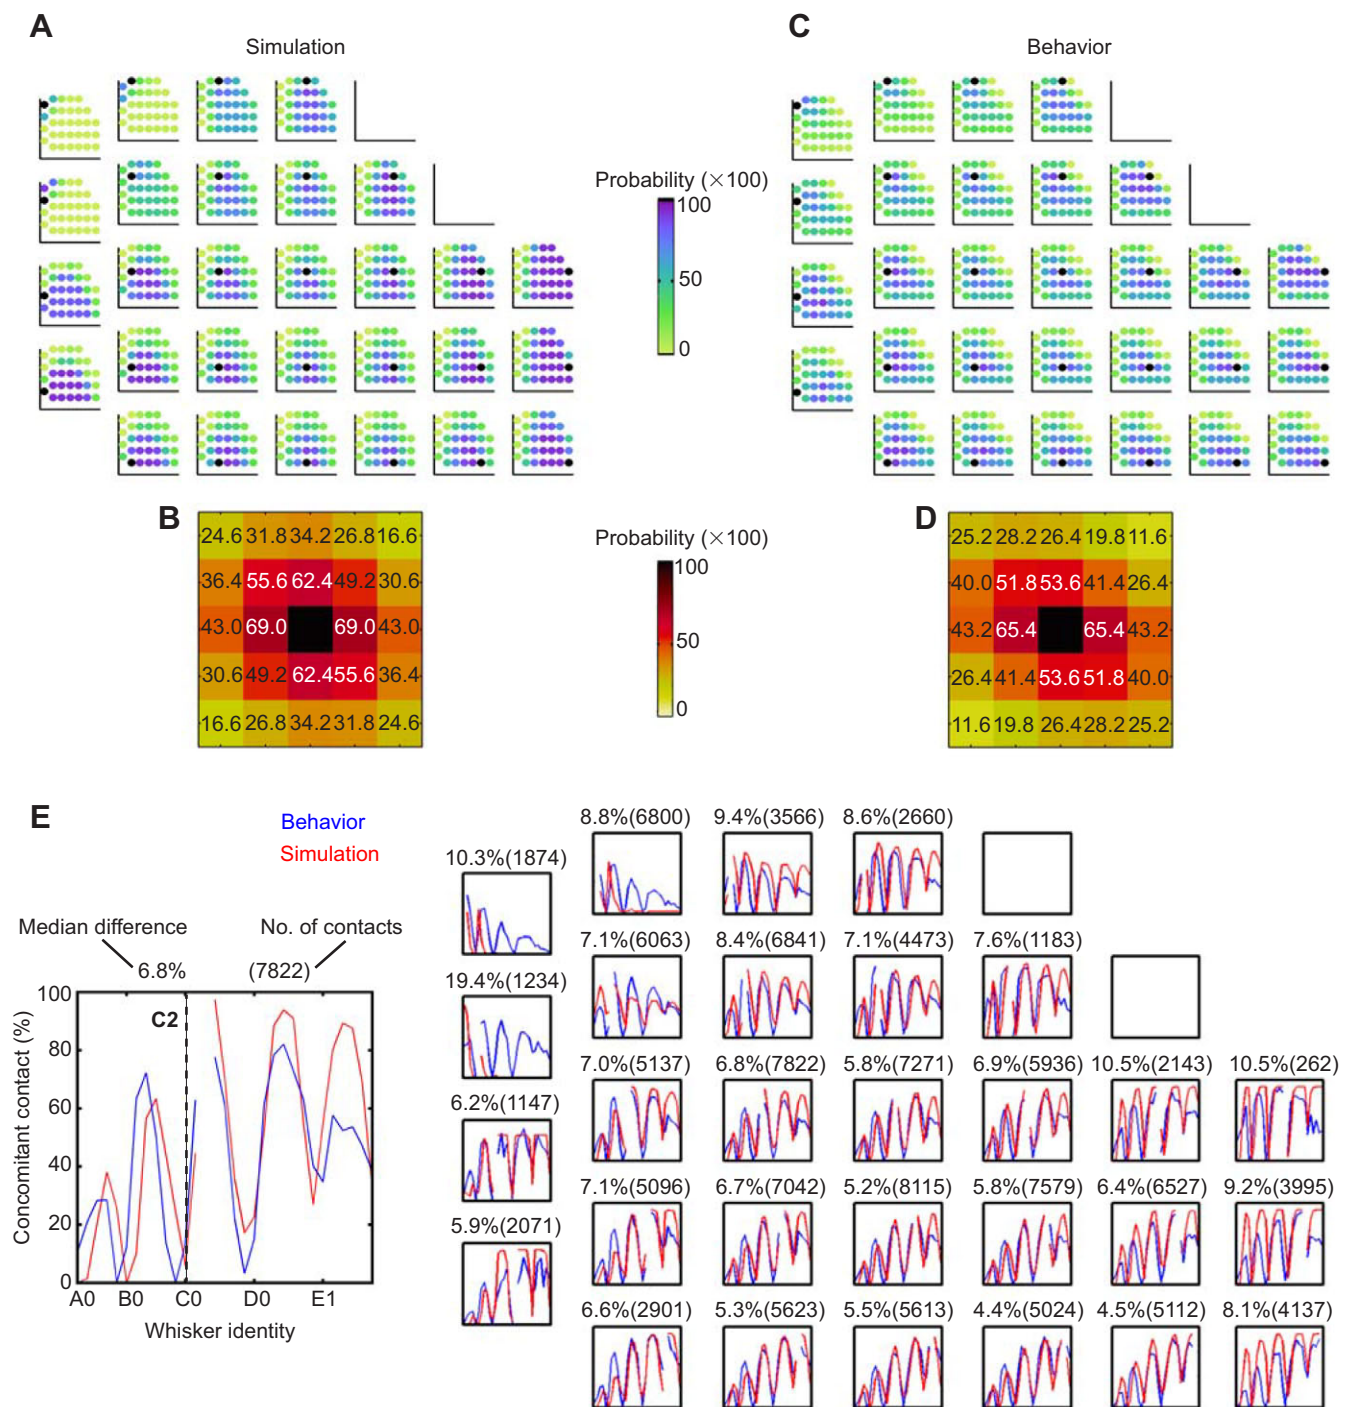 A
Simulation
C
Behavior
Probability (×100)
100
50
0
B
24.6 31.8 34.2 26.8 16.6
36.4 55.6 62.4 49.2 30.6
43.0 69.0 69.0 43.0
30.6 49.2 62.4 55.6 36.4
16.6 26.8 34.2 31.8 24.6
Probability (×100)
100
50
0
D
25.2 28.2 26.4 19.8 11.6
40.0 51.8 53.6 41.4 26.4
43.2 65.4 65.4 43.2
26.4 41.4 53.6 51.8 40.0
11.6 19.8 26.4 28.2 25.2
E
Behavior
Simulation
Median difference
No. of contacts
6.8% (7822)
C2
Concomitant contact (%)
100
80
60
40
20
0
A0 B0 C0 D0 E1
Whisker identity
10.3%(1874)
19.4%(1234)
6.2%(1147)
5.9%(2071)
8.8%(6800) 9.4%(3566) 8.6%(2660)
7.1%(6063) 8.4%(6841) 7.1%(4473) 7.6%(1183)
7.0%(5137) 6.8%(7822) 5.8%(7271) 6.9%(5936) 10.5%(2143) 10.5%(262)
7.1%(5096) 6.7%(7042) 5.2%(8115) 5.8%(7579) 6.4%(6527) 9.2%(3995)
6.6%(2901) 5.3%(5623) 5.5%(5613) 4.4%(5024) 4.5%(5112) 8.1%(4137)